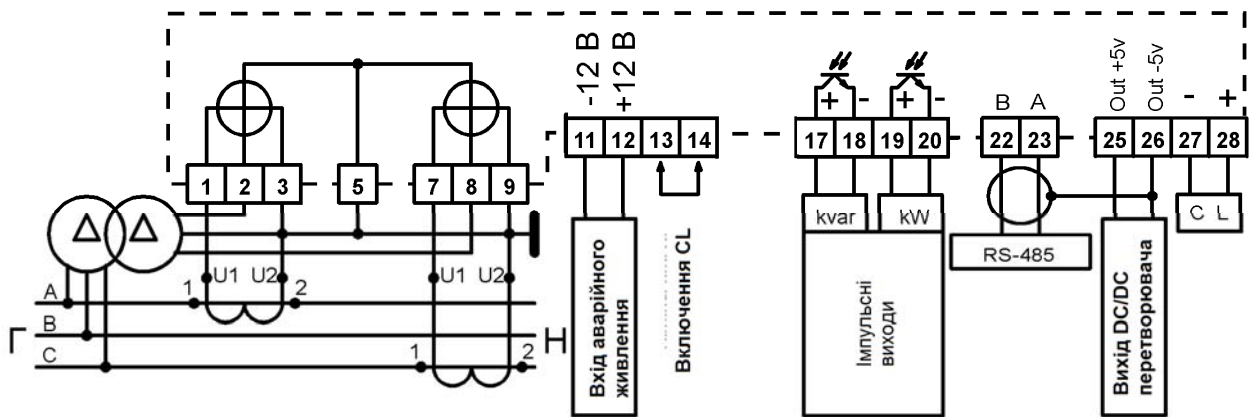 -12 В
+12 В
Out +5v
Out -5v
+ -
+ -
B A
- +
1 2 3
5
7 8 9
11 12 13 14
17 18 19 20
22 23
25 26 27 28
Δ Δ
U1 U2
U1 U2
A
1 2
B
C
1 2
Г
Н
Вхід аварійного
живлення
Включення CL
kvar
kW
Імпульсні
виходи
RS-485
Вихід DC/DC
перетворювача
C L